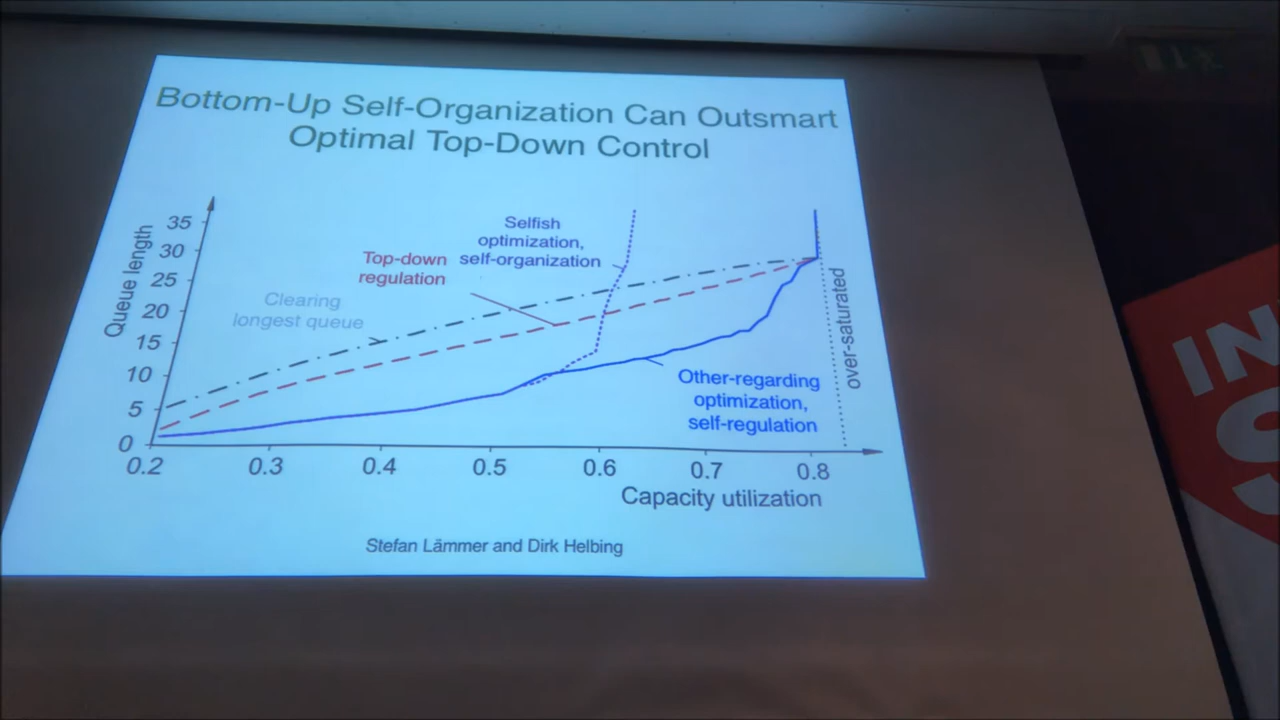 Bottom-Up Self-Organization Can Outsmart
Optimal Top-Down Control
Queue length
35
30
25
20
15
10
5
0
Selfish
optimization,
self-organization
Top-down
regulation
Clearing
longest queue
Other-regarding
optimization,
self-regulation
over-saturated
0.2 0.3 0.4 0.5 0.6 0.7 0.8
Capacity utilization
Stefan Lämmer and Dirk Helbing
IN
S